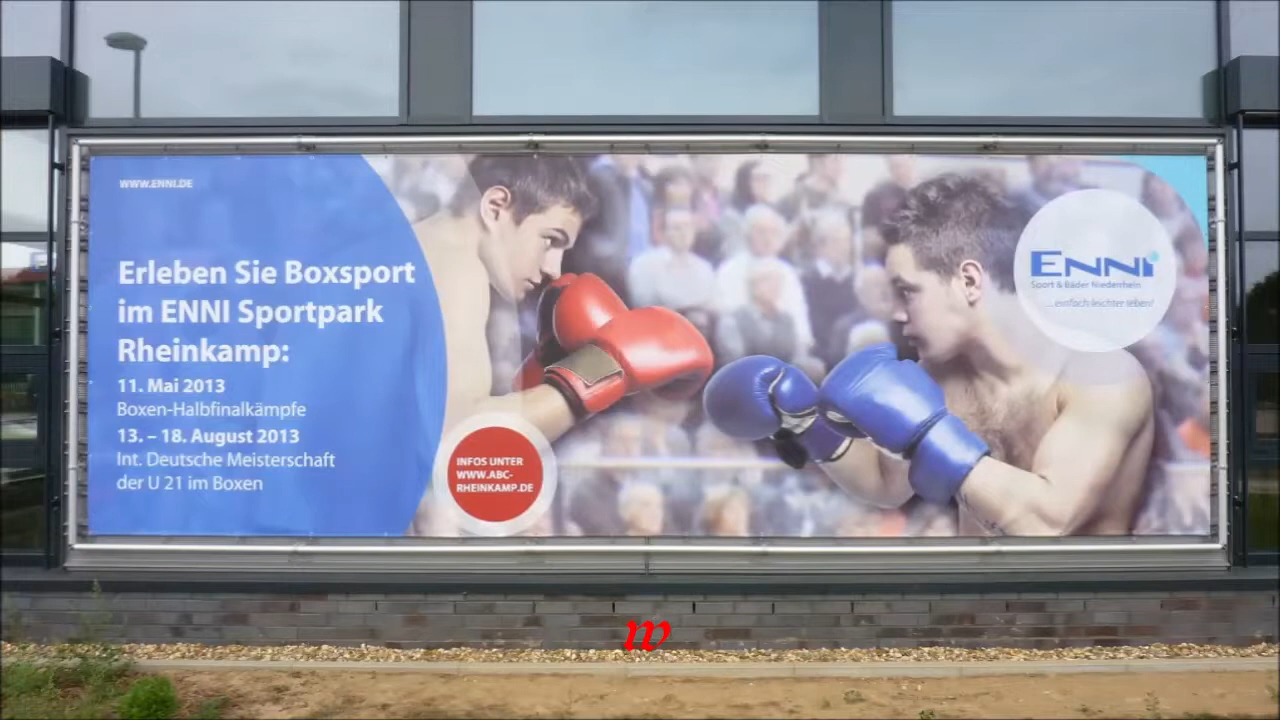 WWW.ENNI.DE
Erleben Sie Boxsport
im ENNI Sportpark
Rheinkamp:
11. Mai 2013
Boxen-Halbfinalkämpfe
13. – 18. August 2013
Int. Deutsche Meisterschaft
der U 21 im Boxen
INFOS UNTER
WWW.ABC-
RHEINKAMP.DE
ENNI
Sport & Bäder Niederrhein
...einfach leichter leben!
w